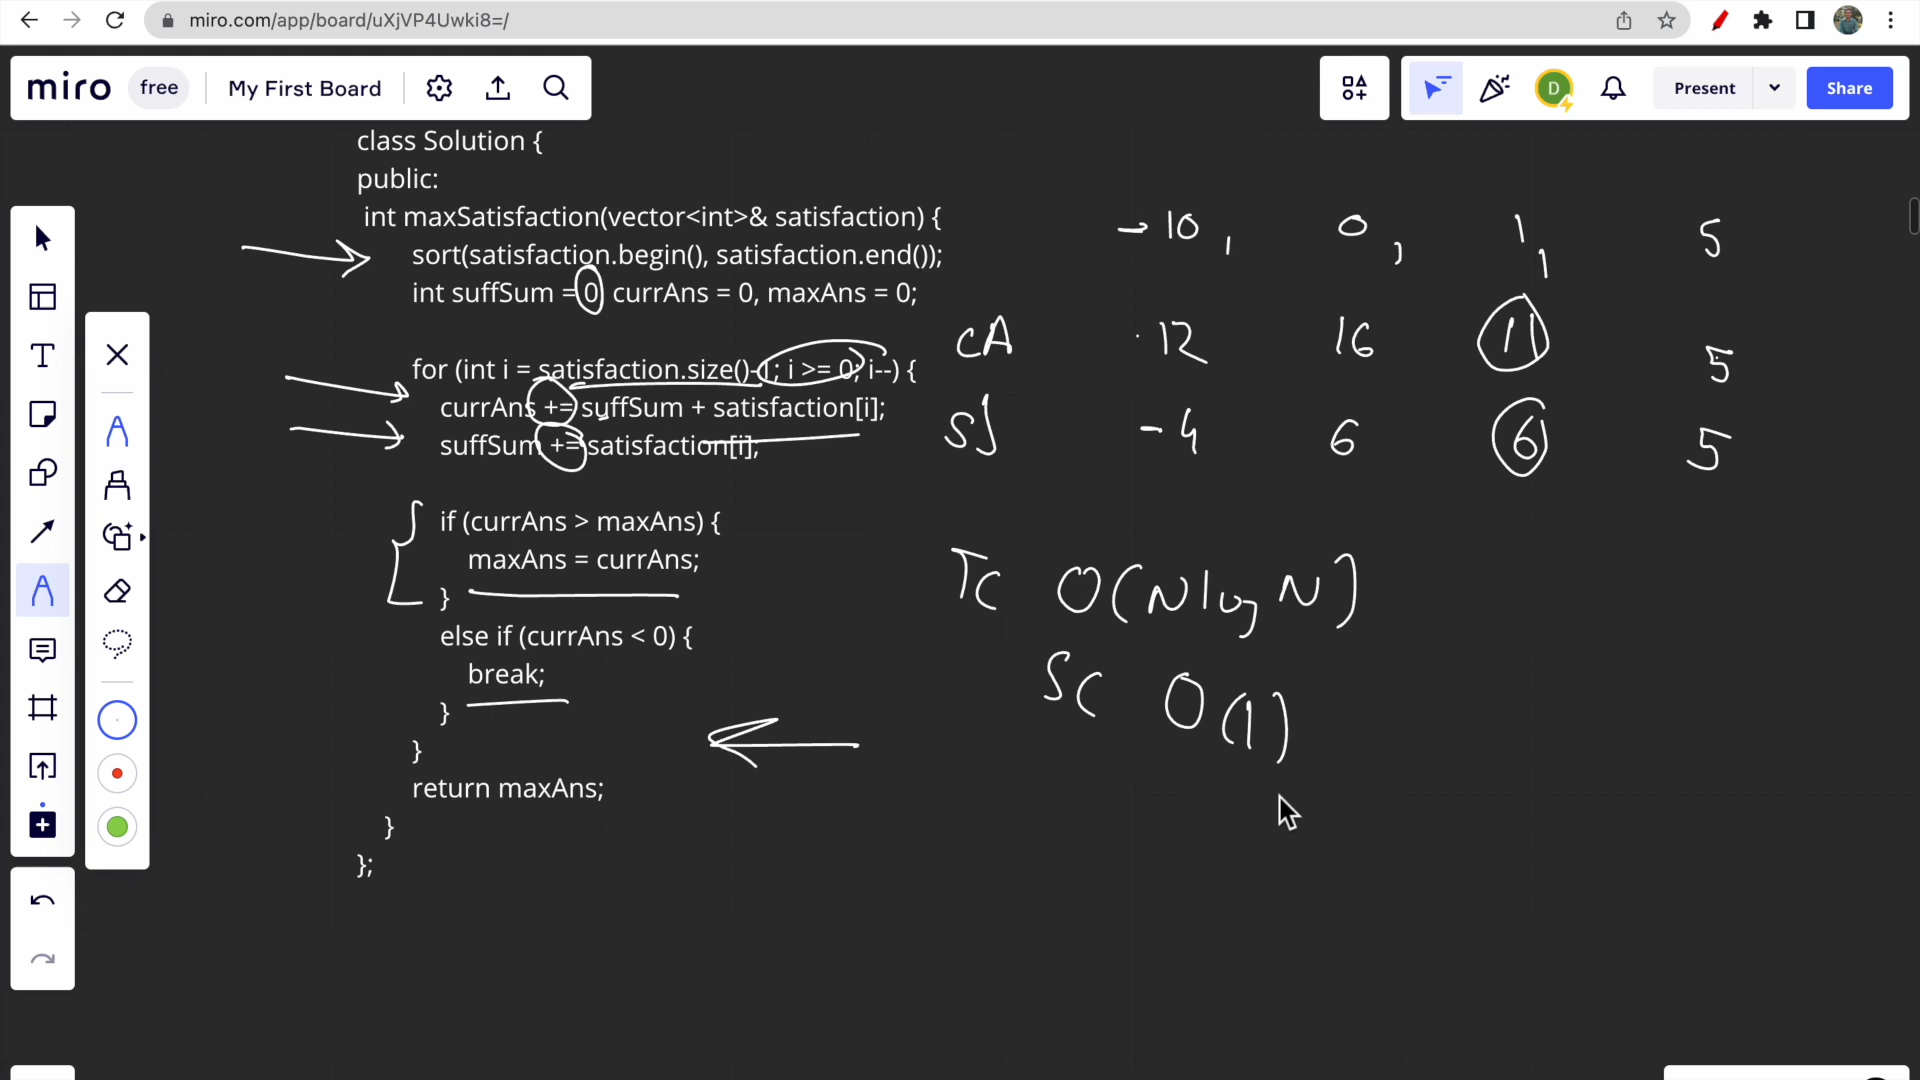 miro.com/app/board/uXjVP4Uwki8=/
miro free My First Board
D Present Share
class Solution {
public:
int maxSatisfaction(vector<int>& satisfaction) {
sort(satisfaction.begin(), satisfaction.end());
int suffSum = 0 currAns = 0, maxAns = 0;
for (int i = satisfaction.size()-1; i >= 0; i--) {
currAns += suffSum + satisfaction[i];
suffSum += satisfaction[i];
if (currAns > maxAns) {
maxAns = currAns;
}
else if (currAns < 0) {
break;
}
}
return maxAns;
}
};
-10, 0, 1, 5
CA 12 16 11 5
SS -4 6 6 5
TC O(N log N)
SC O(1)